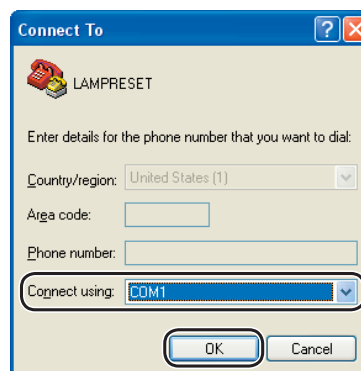 Connect To
LAMPRESET
Enter details for the phone number that you want to dial:
Country/region: United States (1)
Area code:
Phone number:
Connect using: COM1
OK Cancel